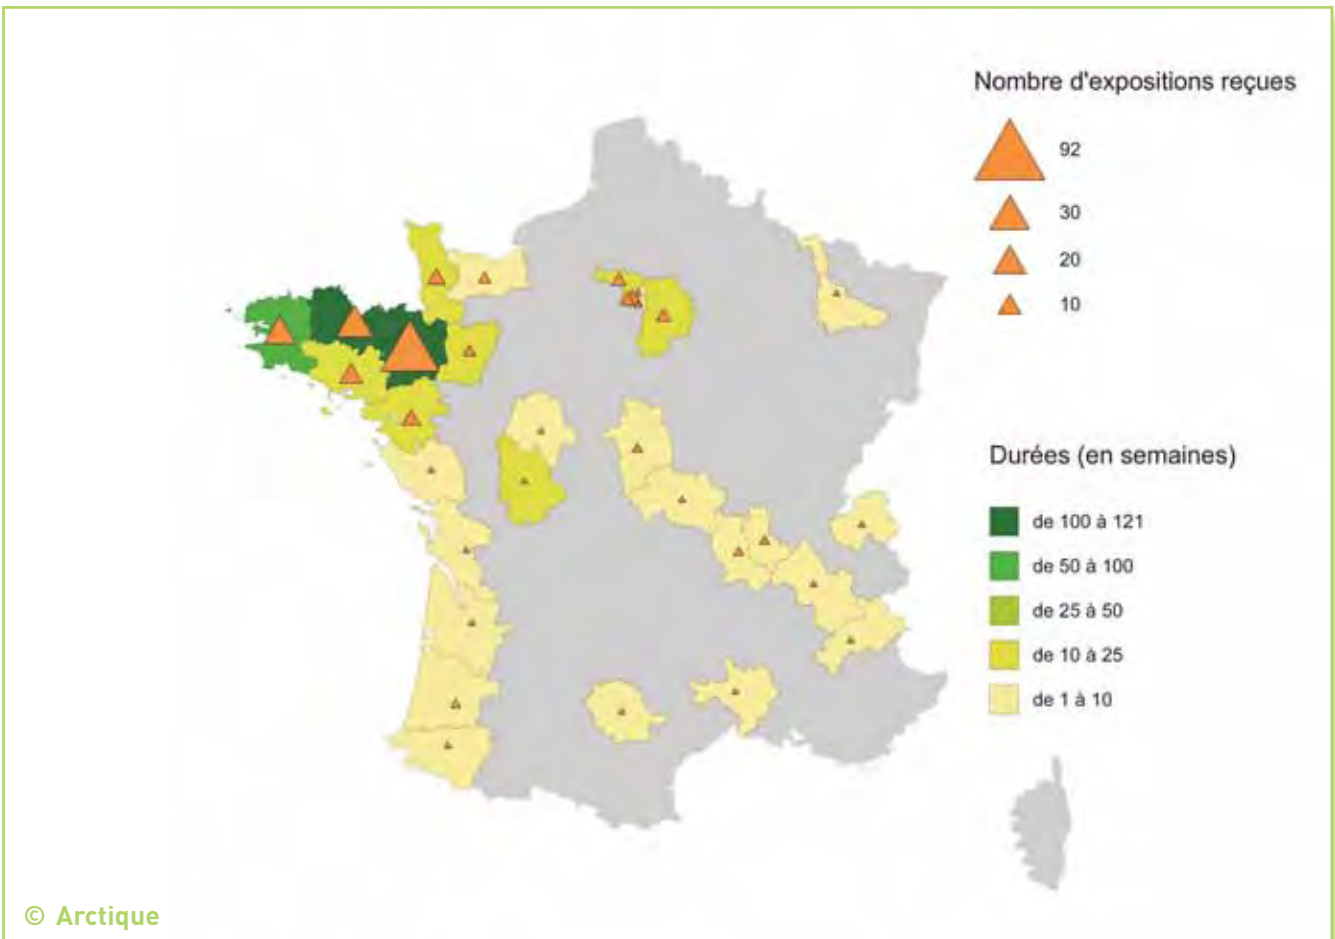 Nombre d'expositions reçues
92
30
20
10
Durées (en semaines)
de 100 à 121
de 50 à 100
de 25 à 50
de 10 à 25
de 1 à 10
© Arctique